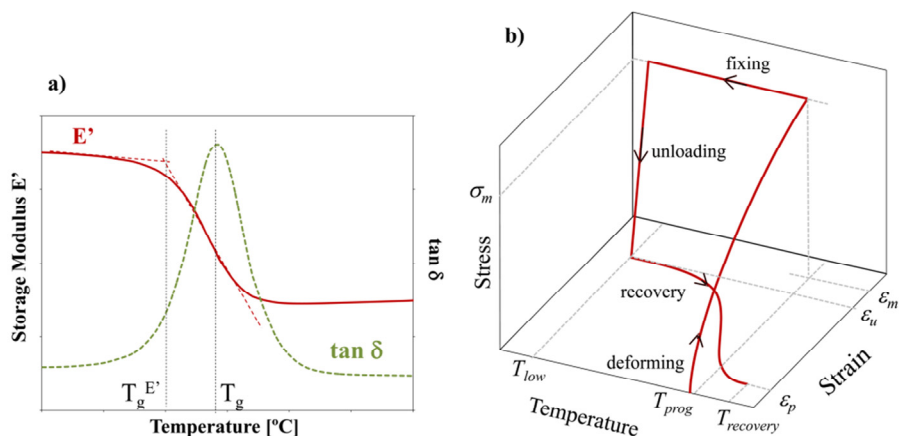 a)
E’
Storage Modulus E’
tan δ
tan δ
T_g^E’
T_g
Temperature [ºC]
b)
fixing
unloading
σ_m
Stress
recovery
deforming
ε_m
ε_u
Strain
ε_p
T_low
T_prog
T_recovery
Temperature